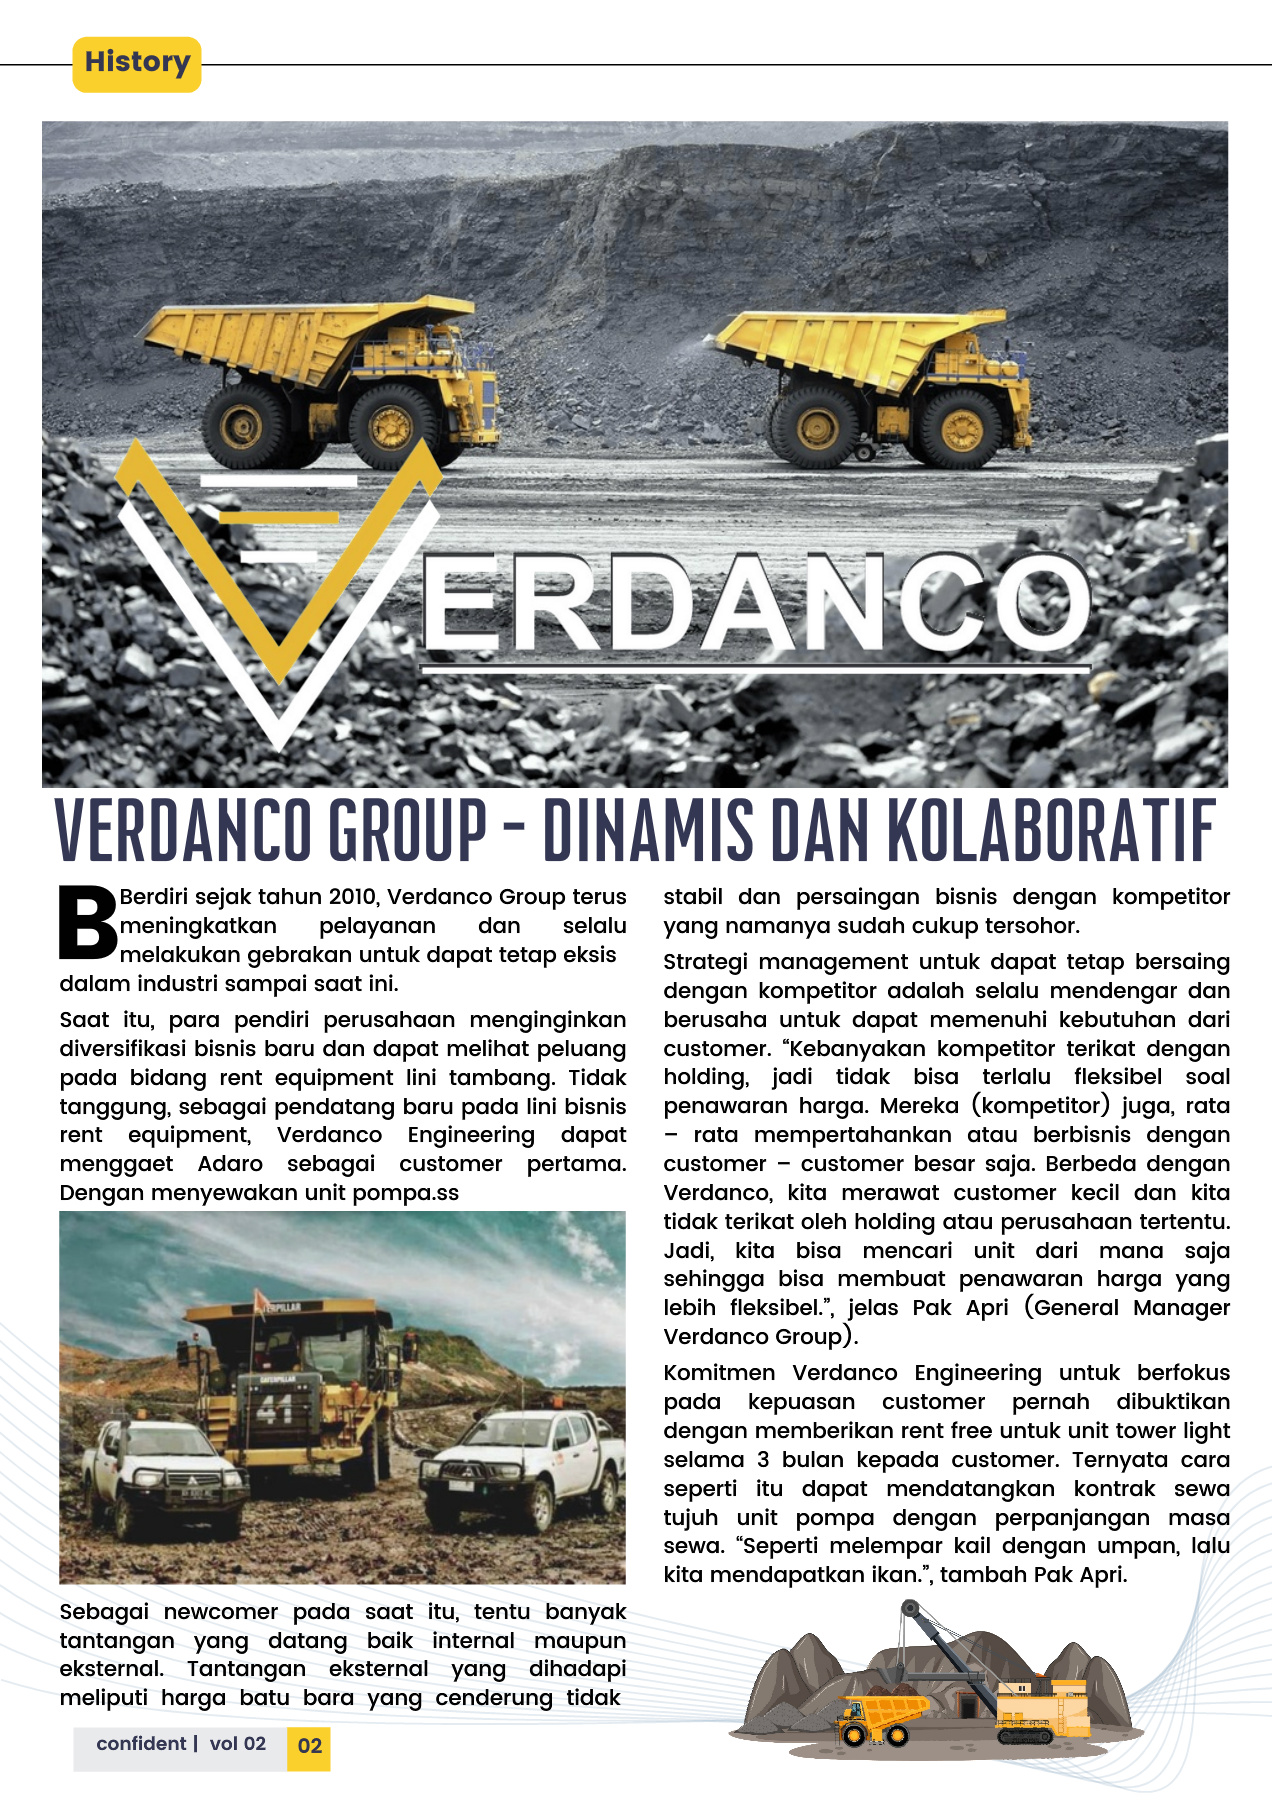 History
VERDANCO
VERDANCO GROUP - DINAMIS DAN KOLABORATIF
B
Berdiri sejak tahun 2010, Verdanco Group terus
meningkatkan pelayanan dan selalu
melakukan gebrakan untuk dapat tetap eksis
dalam industri sampai saat ini.
Saat itu, para pendiri perusahaan menginginkan
diversifikasi bisnis baru dan dapat melihat peluang
pada bidang rent equipment lini tambang. Tidak
tanggung, sebagai pendatang baru pada lini bisnis
rent equipment, Verdanco Engineering dapat
menggaet Adaro sebagai customer pertama.
Dengan menyewakan unit pompa.ss
CATERPILLAR
41
Sebagai newcomer pada saat itu, tentu banyak
tantangan yang datang baik internal maupun
eksternal. Tantangan eksternal yang dihadapi
meliputi harga batu bara yang cenderung tidak
stabil dan persaingan bisnis dengan kompetitor
yang namanya sudah cukup tersohor.
Strategi management untuk dapat tetap bersaing
dengan kompetitor adalah selalu mendengar dan
berusaha untuk dapat memenuhi kebutuhan dari
customer. “Kebanyakan kompetitor terikat dengan
holding, jadi tidak bisa terlalu fleksibel soal
penawaran harga. Mereka (kompetitor) juga, rata
– rata mempertahankan atau berbisnis dengan
customer – customer besar saja. Berbeda dengan
Verdanco, kita merawat customer kecil dan kita
tidak terikat oleh holding atau perusahaan tertentu.
Jadi, kita bisa mencari unit dari mana saja
sehingga bisa membuat penawaran harga yang
lebih fleksibel.”, jelas Pak Apri (General Manager
Verdanco Group).
Komitmen Verdanco Engineering untuk berfokus
pada kepuasan customer pernah dibuktikan
dengan memberikan rent free untuk unit tower light
selama 3 bulan kepada customer. Ternyata cara
seperti itu dapat mendatangkan kontrak sewa
tujuh unit pompa dengan perpanjangan masa
sewa. “Seperti melempar kail dengan umpan, lalu
kita mendapatkan ikan.”, tambah Pak Apri.
confident | vol 02
02